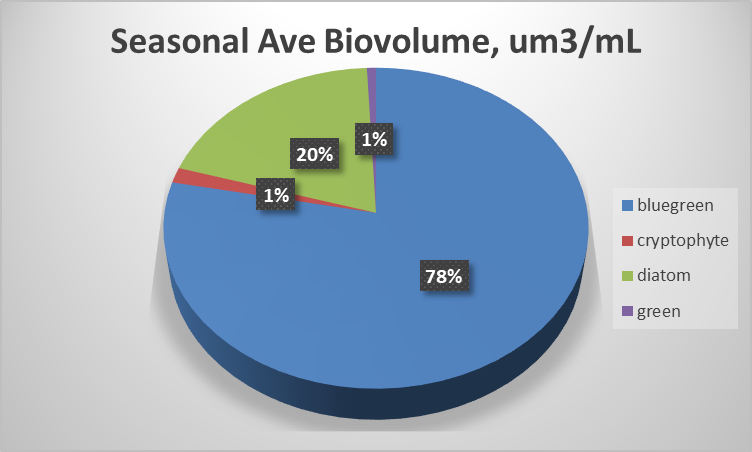 Seasonal Ave Biovolume, um3/mL
1%
20%
1%
78%
bluegreen
cryptophyte
diatom
green